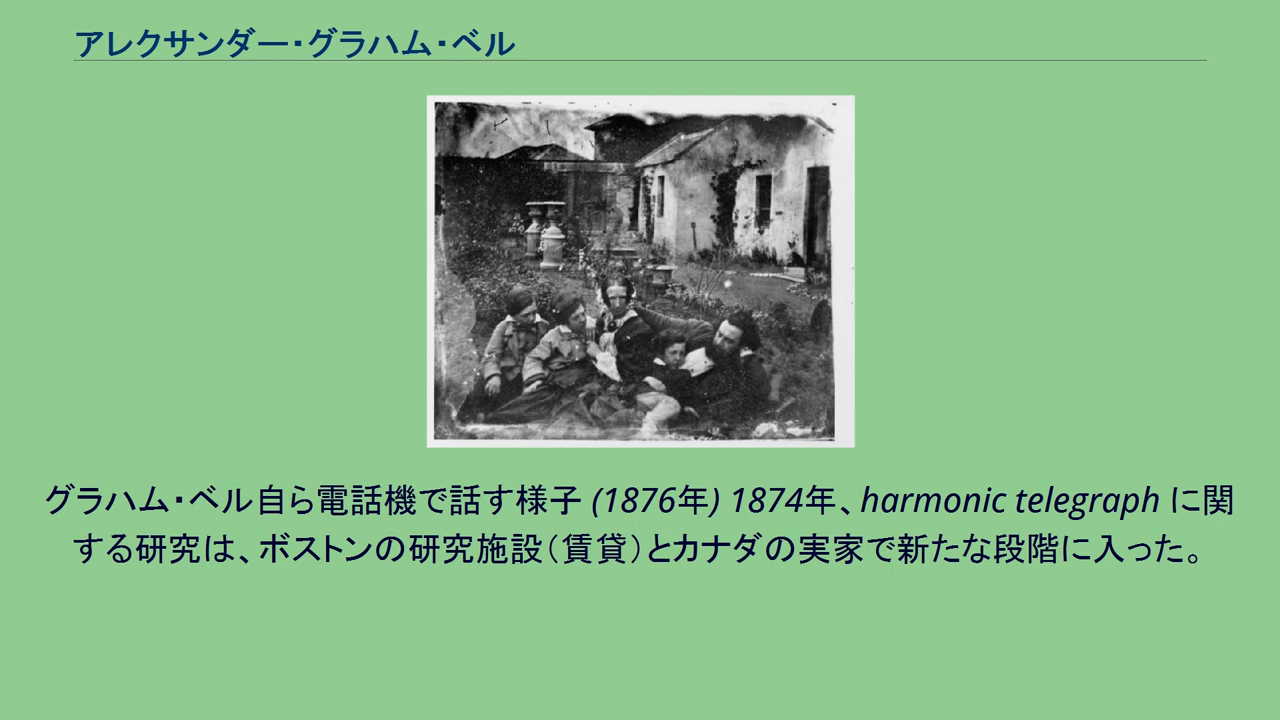 アレクサンダー・グラハム・ベル
グラハム・ベル自ら電話機で話す様子 (1876年) 1874年、harmonic telegraph に関
する研究は、ボストンの研究施設（賃貸）とカナダの実家で新たな段階に入った。